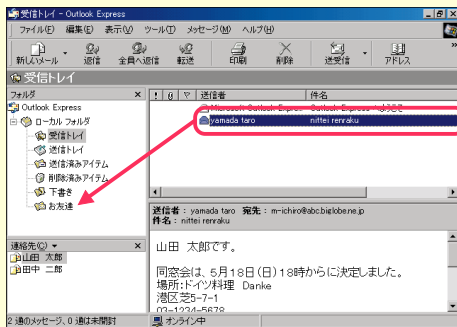 受信トレイ - Outlook Express
ファイル(F) 編集(E) 表示(V) ツール(T) メッセージ(M) ヘルプ(H)
新しいメール 返信 全員へ返信 転送 印刷 削除 送受信 アドレス
受信トレイ
フォルダ
Outlook Express
ローカル フォルダ
受信トレイ
送信トレイ
送信済みアイテム
削除済みアイテム
下書き
お友達
送信者 件名
Microsoft Outlook Expres Outlook Express へようこそ
yamada taro nittei renraku
送信者: yamada taro 宛先: m-ichiro@abc.biglobe.ne.jp
件名: nittei renraku
連絡先(C)
山田 太郎
田中 二郎
山田 太郎です。
同窓会は、5月18日(日)18時からに決定しました。
場所:ドイツ料理 Danke
港区芝5-7-1
03-1234-5678
2 通のメッセージ、0 通は未開封 オンライン中